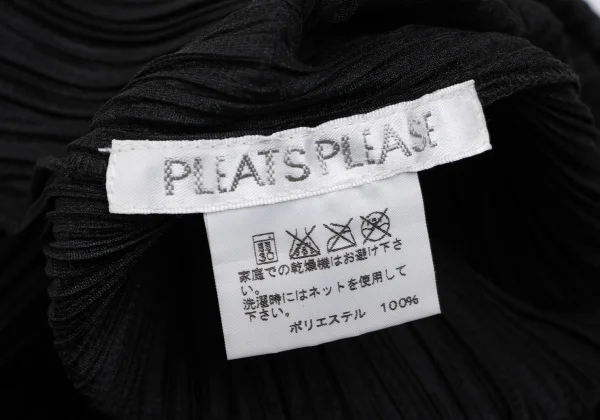 PLEATS PLEASE
家庭での乾燥機はお避け下さ
い。
洗濯時にはネットを使用して
下さい。
ポリエステル 100%